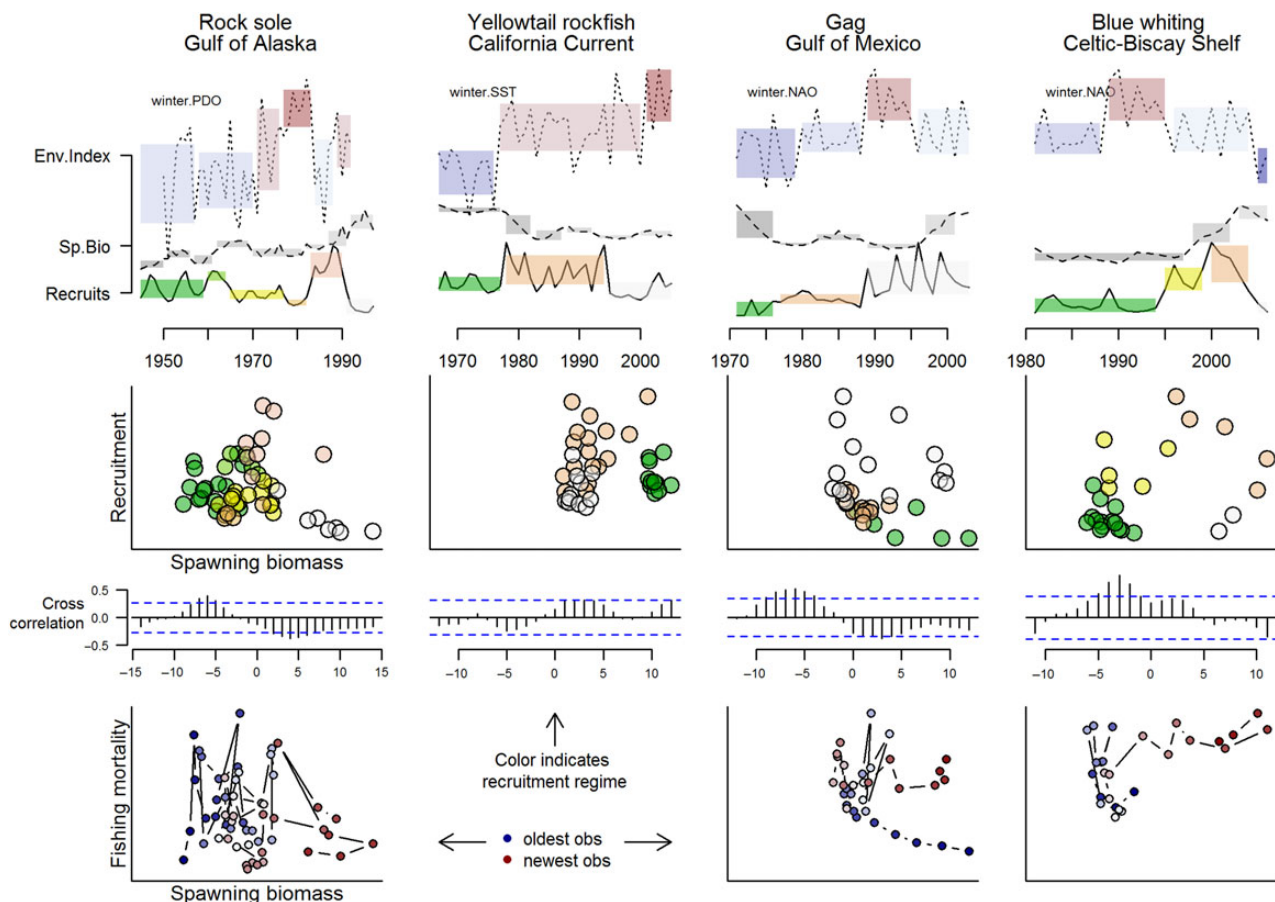 Rock sole
Gulf of Alaska
Yellowtail rockfish
California Current
Gag
Gulf of Mexico
Blue whiting
Celtic-Biscay Shelf
winter.PDO
winter.SST
winter.NAO
winter.NAO
Env.Index
Sp.Bio
Recruits
1950 1970 1990
1970 1980 1990 2000
1970 1980 1990 2000
1980 1990 2000
Recruitment
Spawning biomass
Cross
correlation
0.5
0.0
−0.5
−15 −10 −5 0 5 10 15
−10 −5 0 5 10
−10 −5 0 5 10
−10 −5 0 5 10
Fishing mortality
Spawning biomass
Color indicates
recruitment regime
oldest obs
newest obs